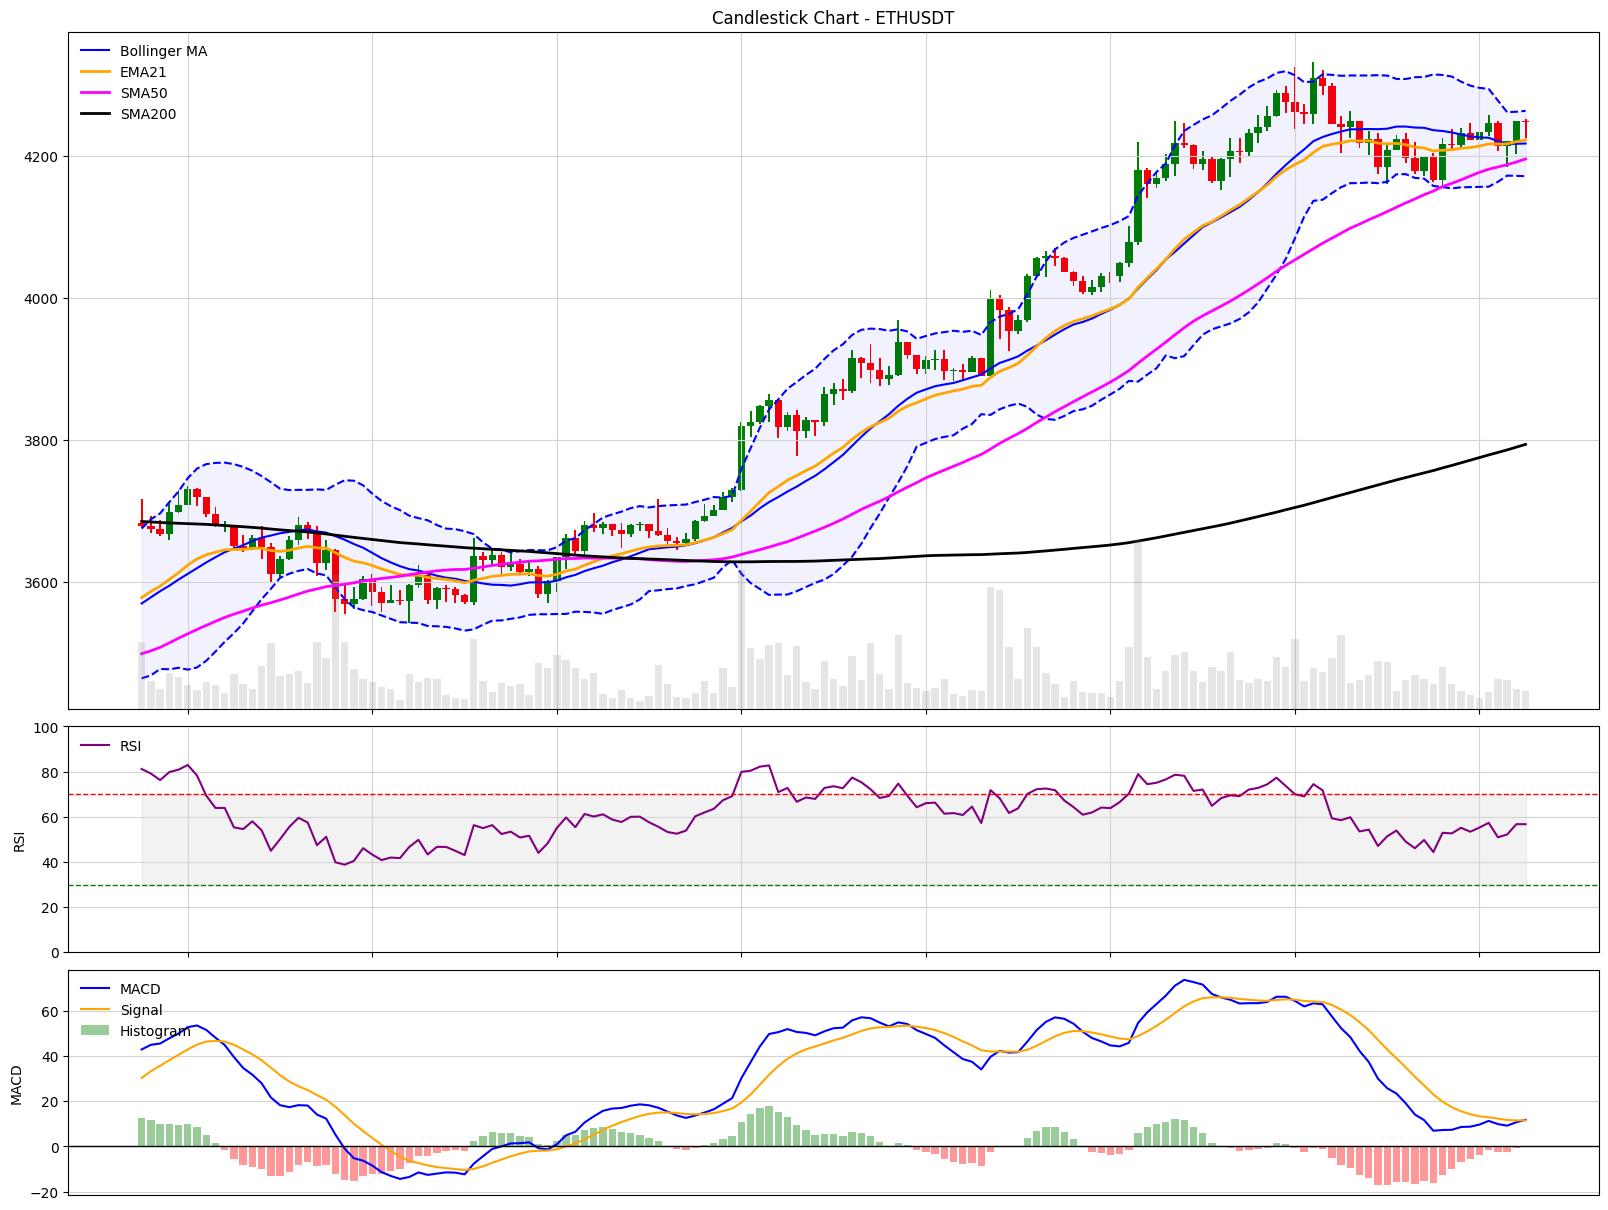 Candlestick Chart - ETHUSDT
Bollinger MA
EMA21
SMA50
SMA200
4200
4000
3800
3600
RSI
100
80
60
40
20
0
RSI
MACD
Signal
Histogram
60
40
20
0
−20
MACD